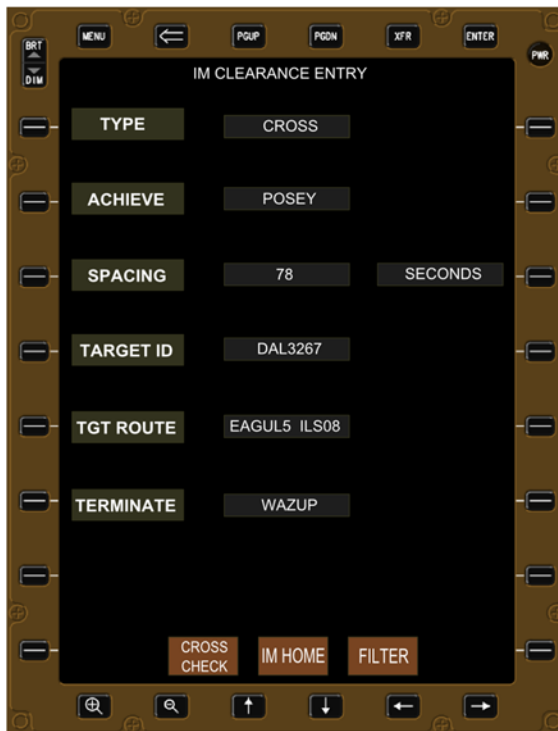 MENU PGUP PGDN XFR ENTER
BRT
DIM
PWR
IM CLEARANCE ENTRY
TYPE CROSS
ACHIEVE POSEY
SPACING 78 SECONDS
TARGET ID DAL3267
TGT ROUTE EAGUL5 ILS08
TERMINATE WAZUP
CROSS
CHECK
IM HOME
FILTER